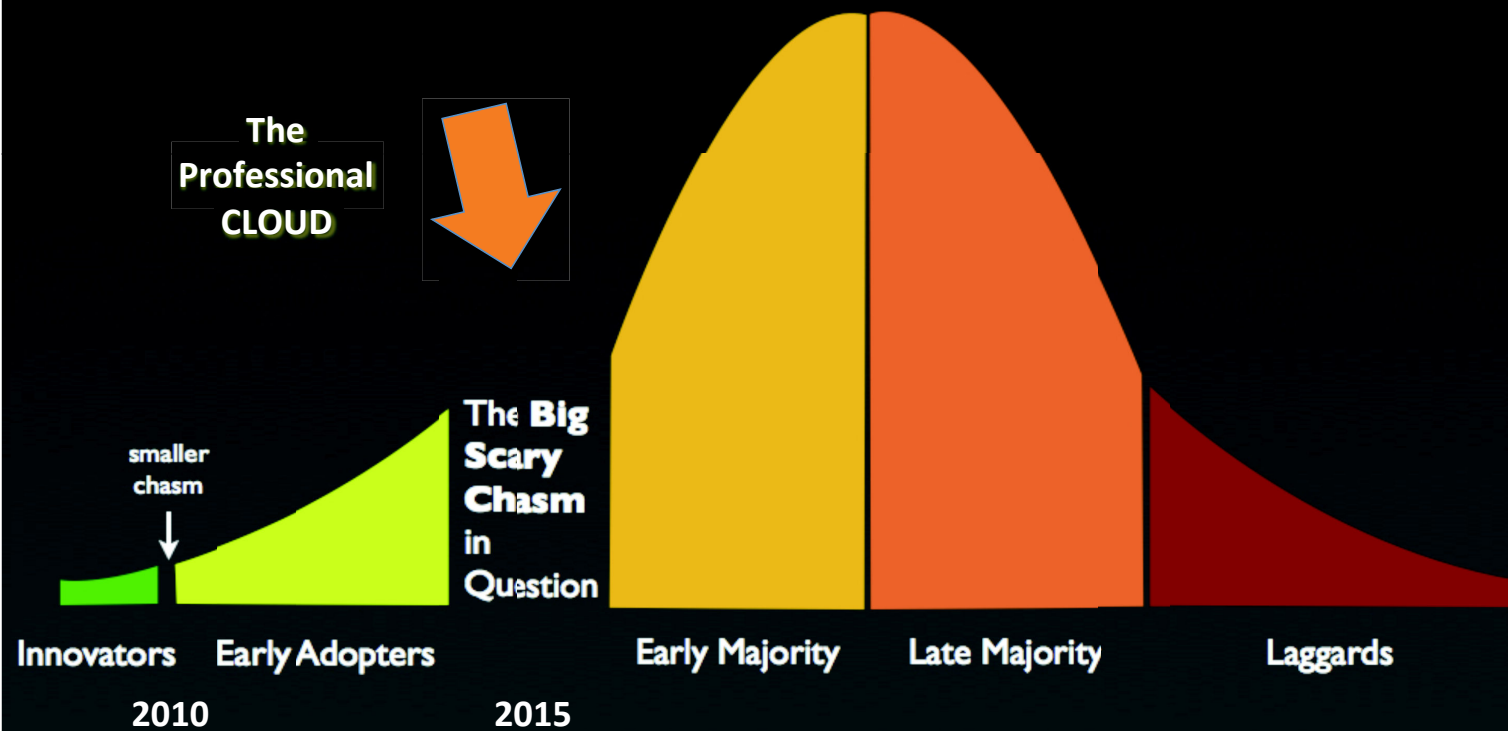 The
Professional
CLOUD
smaller
chasm
The Big
Scary
Chasm
in
Question
Innovators
Early Adopters
Early Majority
Late Majority
Laggards
2010
2015